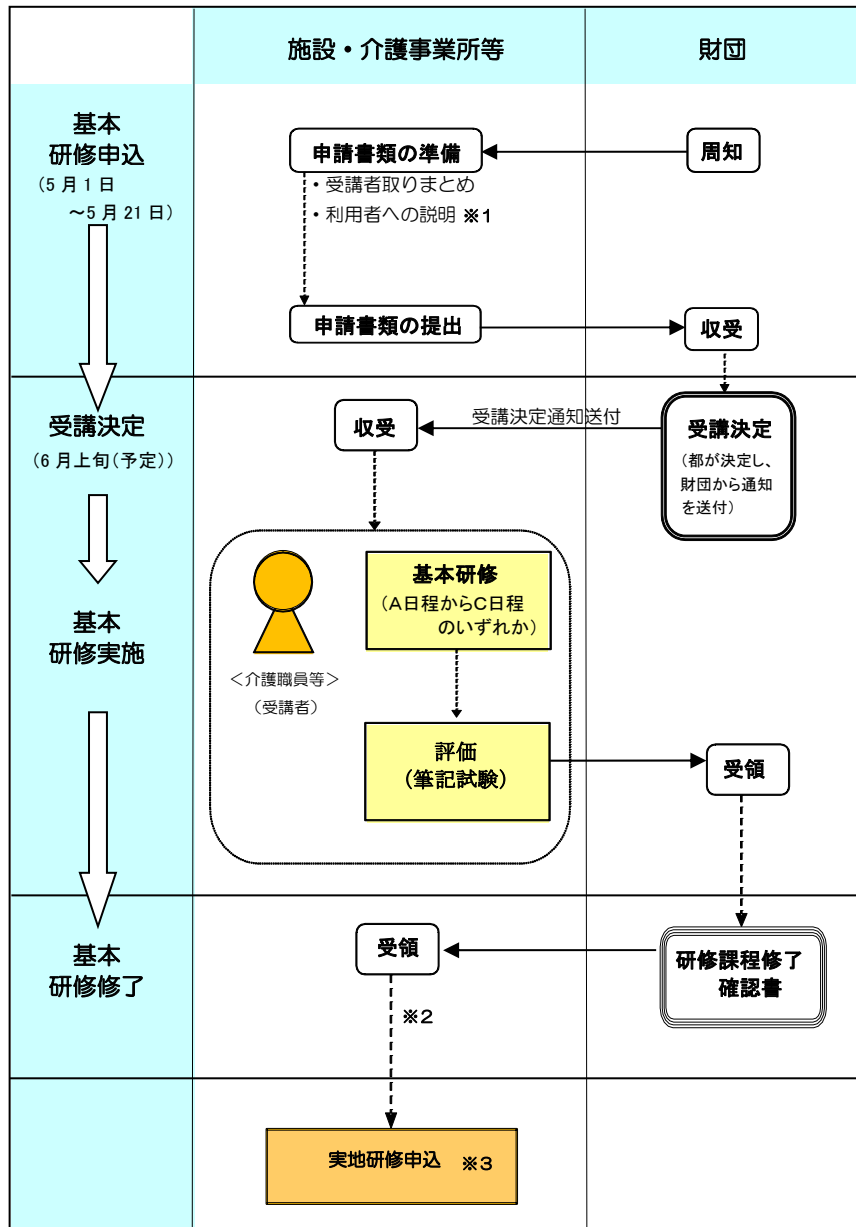 施設・介護事業所等
財団
基本
研修申込
（5月1日
～5月21日）
申請書類の準備
周知
・受講者取りまとめ
・利用者への説明 ※1
申請書類の提出
収受
受講決定
（6月上旬（予定））
収受
受講決定通知送付
受講決定
（都が決定し、
財団から通知
を送付）
基本
研修実施
＜介護職員等＞
（受講者）
基本研修
（A日程からC日程
のいずれか）
評価
（筆記試験）
受領
基本
研修修了
受領
研修課程修了
確認書
※2
実地研修申込 ※3